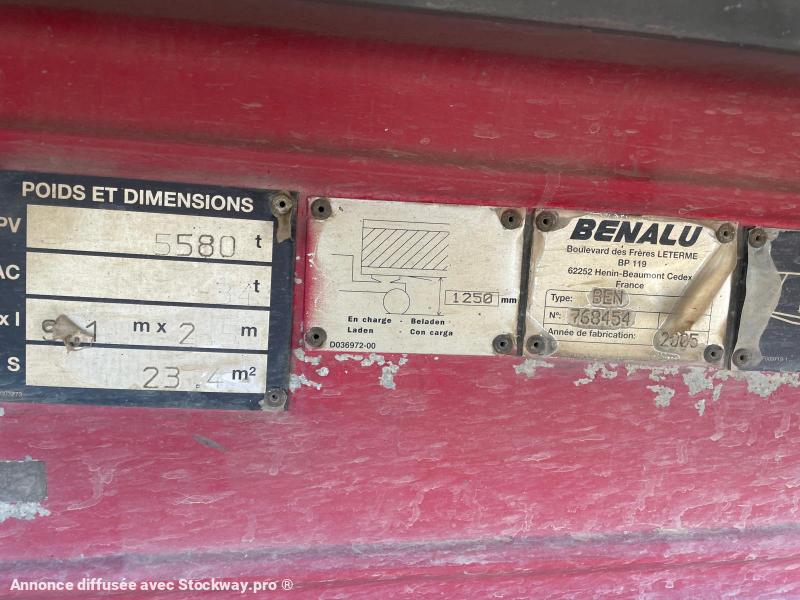 POIDS ET DIMENSIONS
PV 5580 t
AC t
x l m x 2 m
S 23.4 m²
1250 mm
En charge - Beladen
Laden - Con carga
D036972-00
BENALU
Boulevard des Frères LETERME
BP 119
62252 Henin-Beaumont Cedex
France
Type: BEN
N°: 768454
Année de fabrication: 2005
Annonce diffusée avec Stockway.pro ®